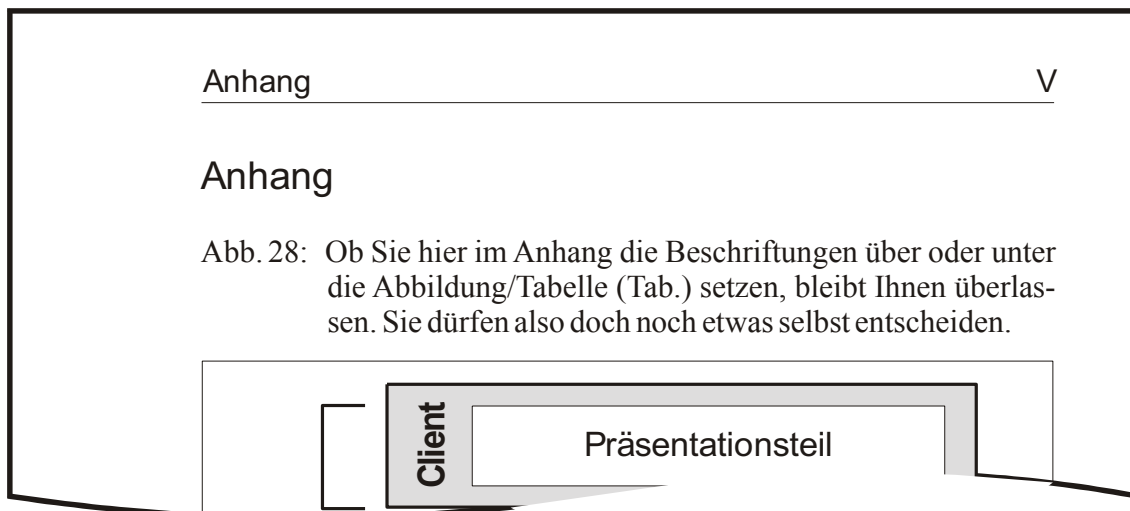 Anhang V
Anhang
Abb. 28: Ob Sie hier im Anhang die Beschriftungen über oder unter
die Abbildung/Tabelle (Tab.) setzen, bleibt Ihnen überlas-
sen. Sie dürfen also doch noch etwas selbst entscheiden.
Client
Präsentationsteil